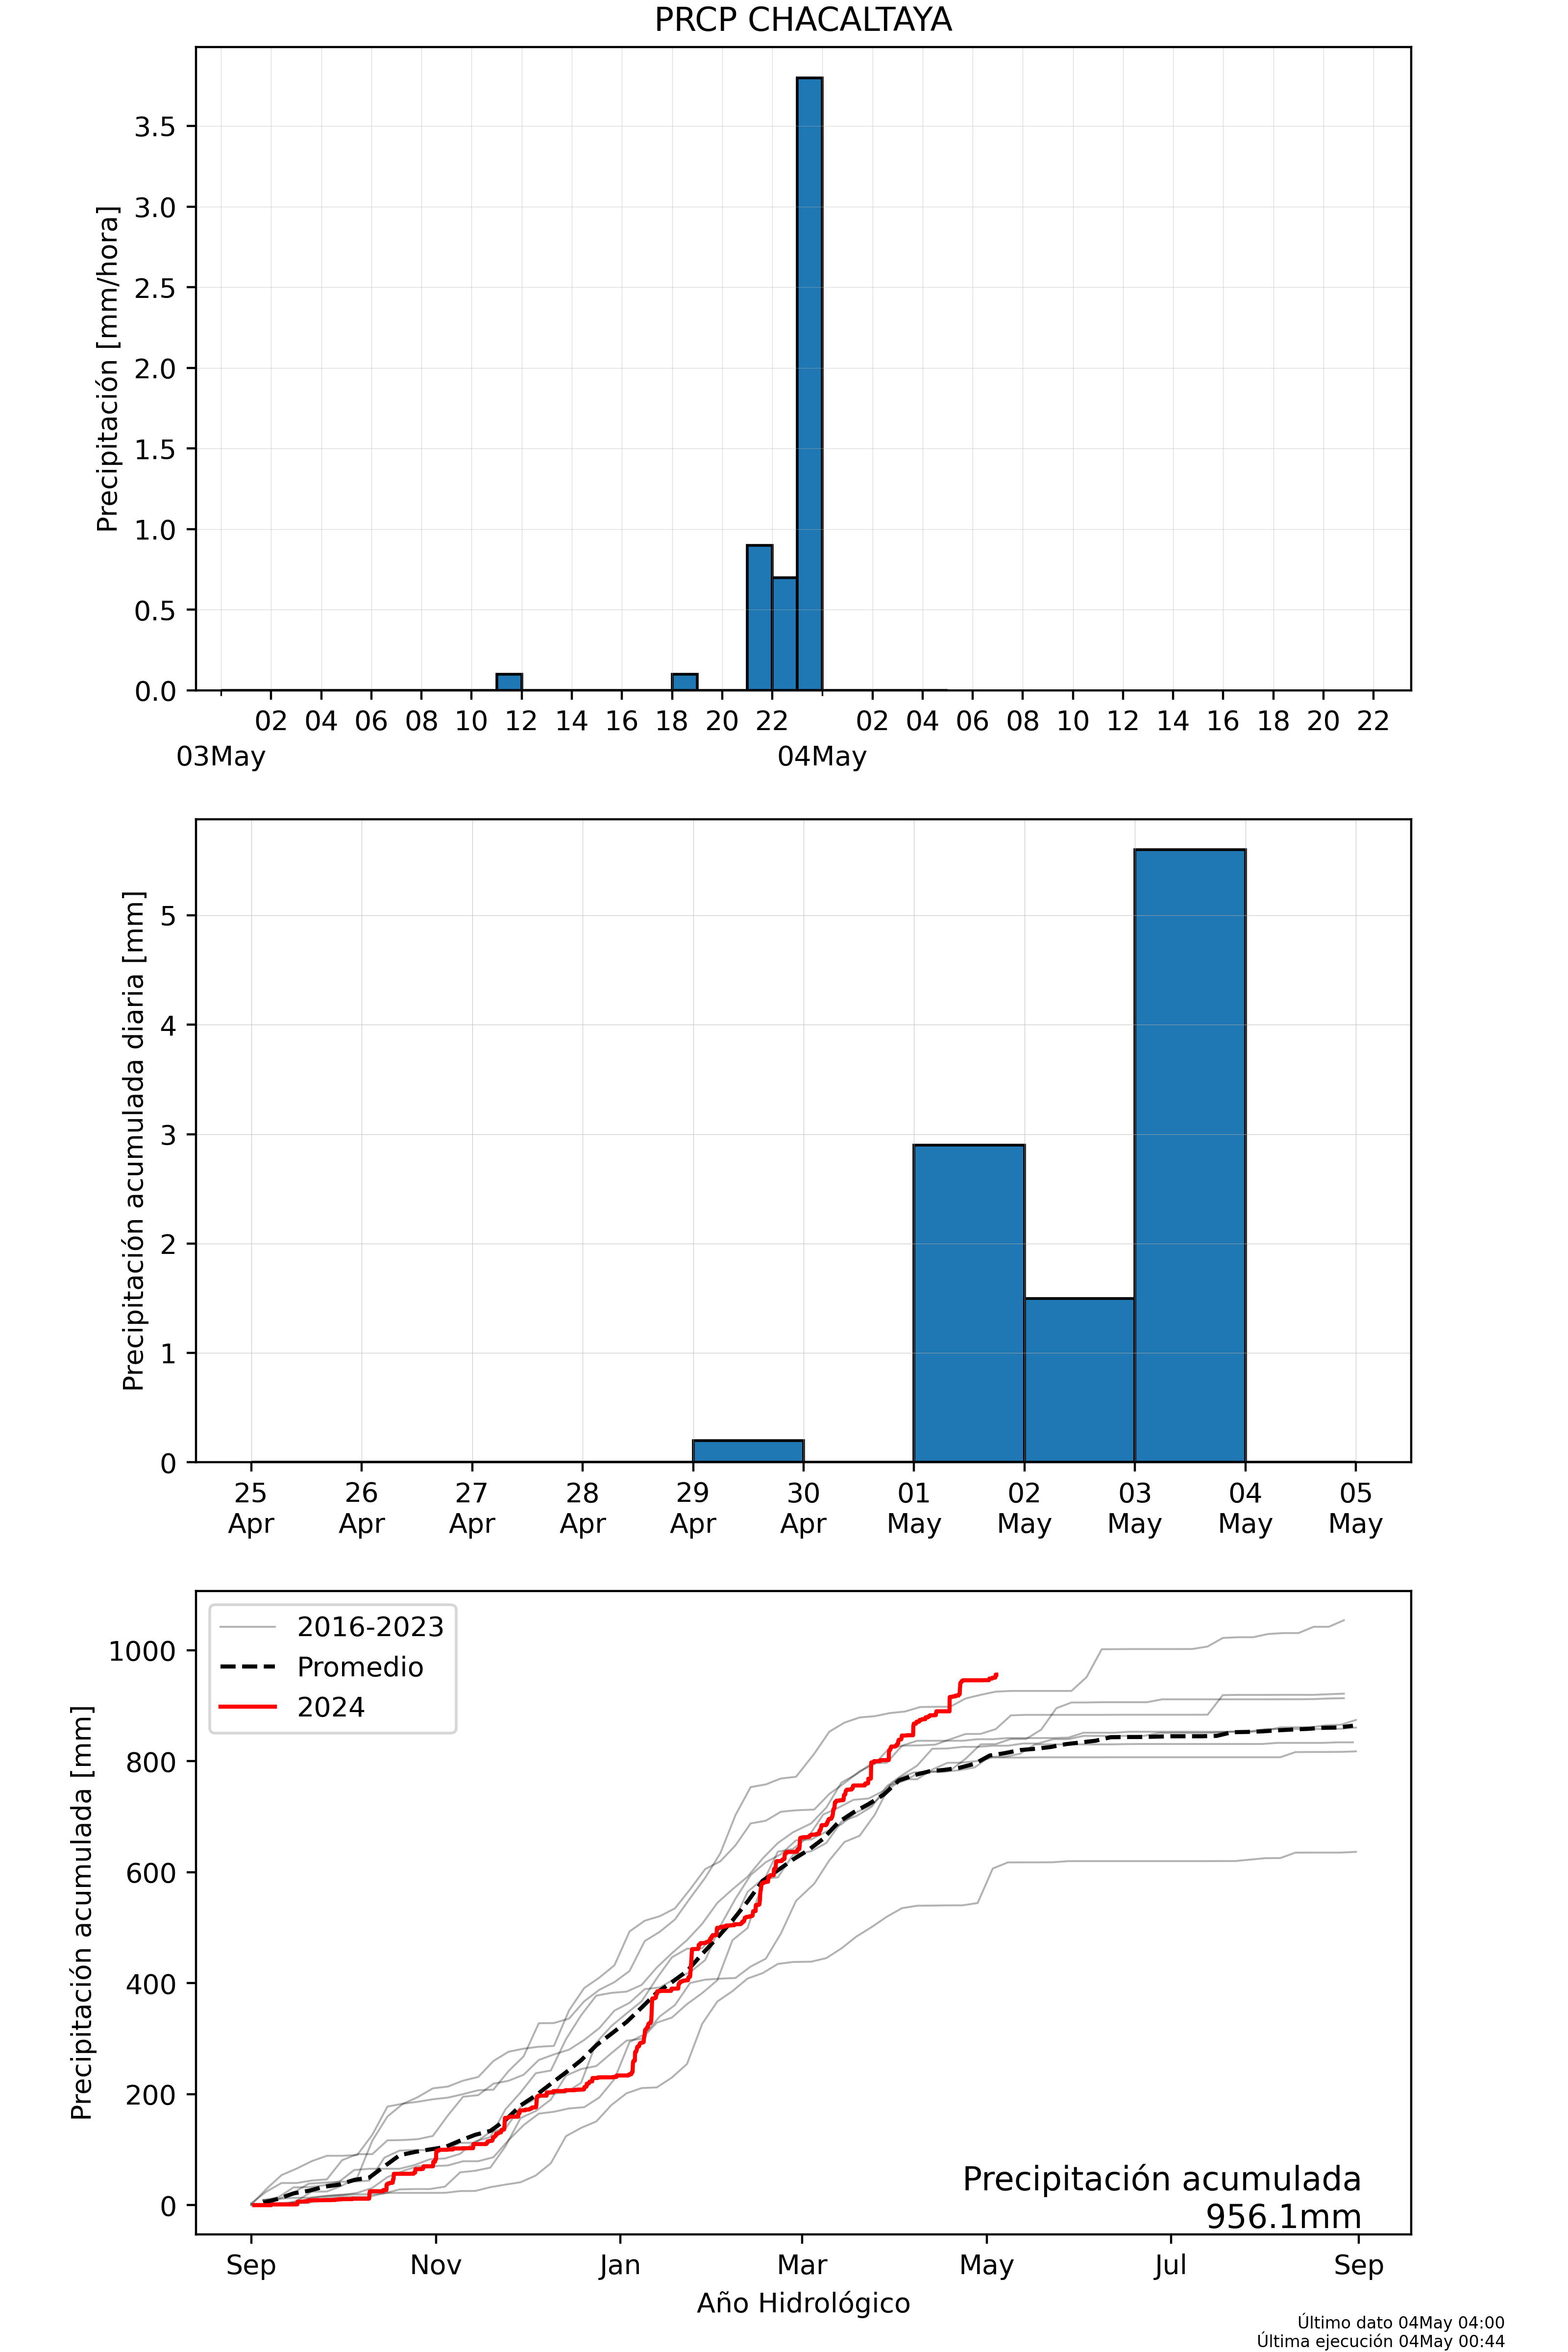 PRCP CHACALTAYA
Precipitación [mm/hora]
3.5
3.0
2.5
2.0
1.5
1.0
0.5
0.0
02 04 06 08 10 12 14 16 18 20 22 02 04 06 08 10 12 14 16 18 20 22
03May 04May
Precipitación acumulada diaria [mm]
5
4
3
2
1
0
25 26 27 28 29 30 01 02 03 04 05
Apr Apr Apr Apr Apr Apr May May May May May
Precipitación acumulada [mm]
1000
800
600
400
200
0
2016-2023
Promedio
2024
Precipitación acumulada
956.1mm
Sep Nov Jan Mar May Jul Sep
Año Hidrológico
Último dato 04May 04:00
Última ejecución 04May 00:44